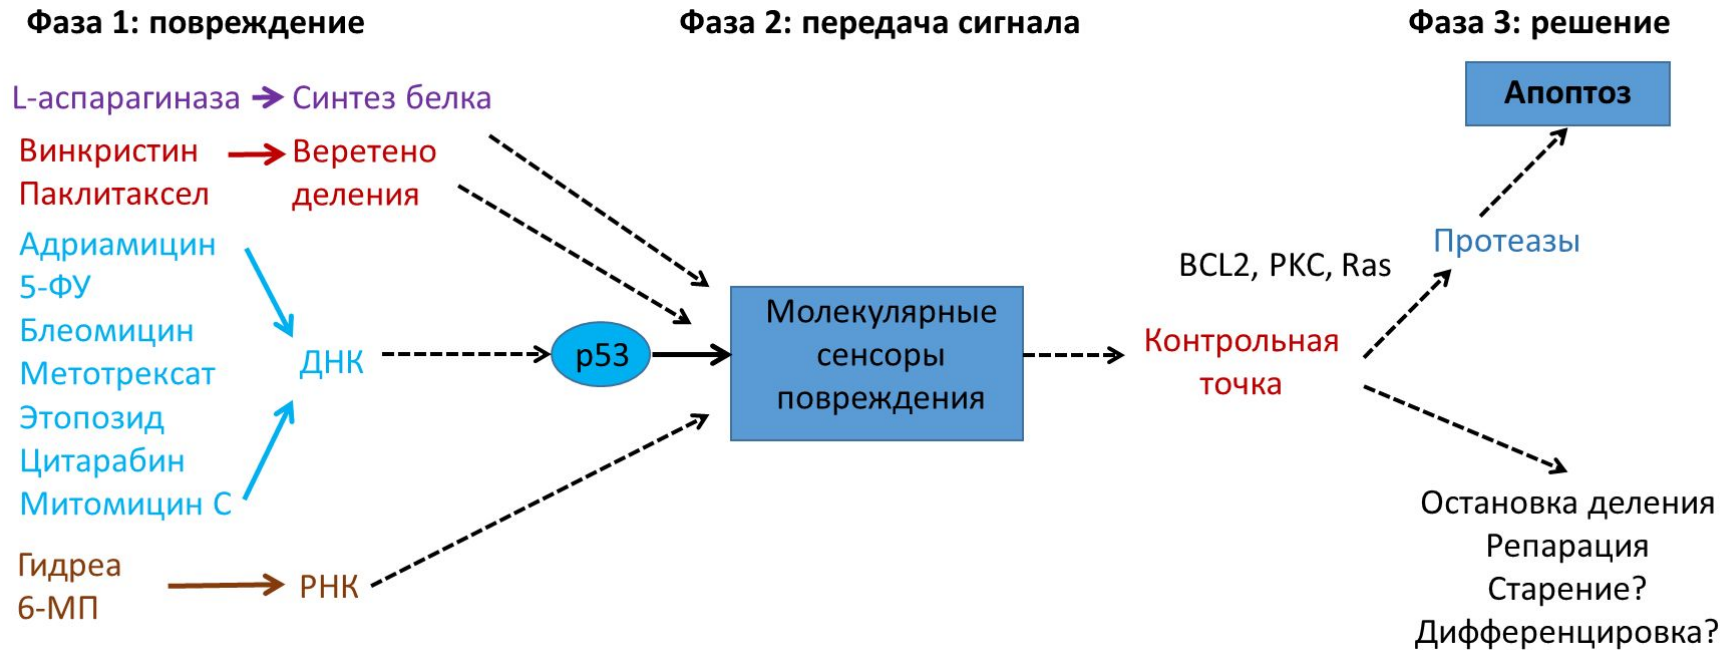 Фаза 1: повреждение
Фаза 2: передача сигнала
Фаза 3: решение
L-аспарагиназа
Синтез белка
Винкристин
Паклитаксел
Веретено
деления
Адриамицин
5-ФУ
Блеомицин
Метотрексат
Этопозид
Цитарабин
Митомицин С
ДНК
Гидреа
6-МП
РНК
p53
Молекулярные
сенсоры
повреждения
BCL2, PKC, Ras
Контрольная
точка
Апоптоз
Протеазы
Остановка деления
Репарация
Старение?
Дифференцировка?